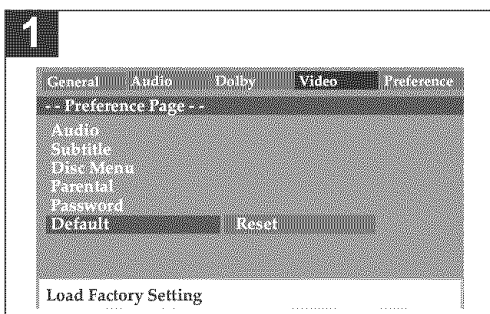 1
General Audio Dolby Video Preference
-- Preference Page --
Audio
Subtitle
Disc Menu
Parental
Password
Default Reset
Load Factory Setting